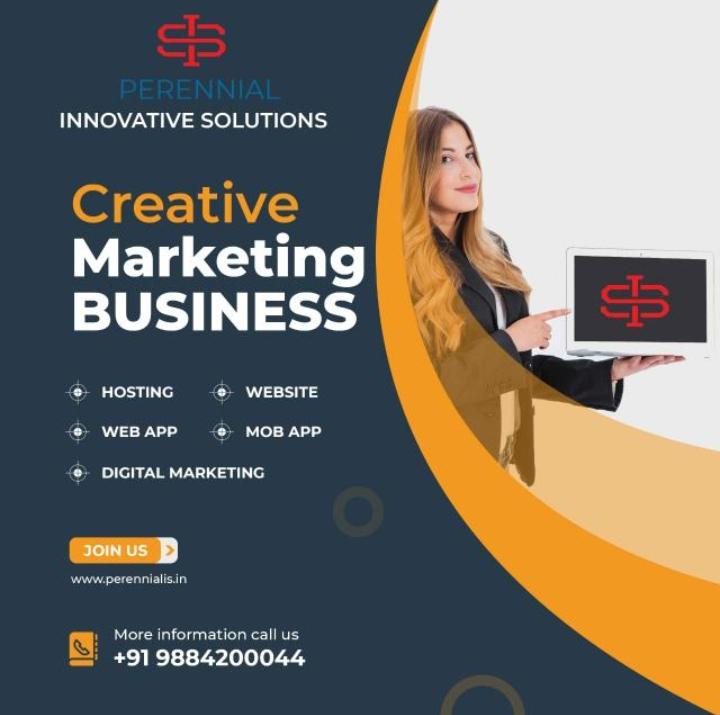 PERENNIAL
INNOVATIVE SOLUTIONS
Creative
Marketing
BUSINESS
HOSTING
WEBSITE
WEB APP
MOB APP
DIGITAL MARKETING
JOIN US
www.perennialis.in
More information call us
+91 9884200044